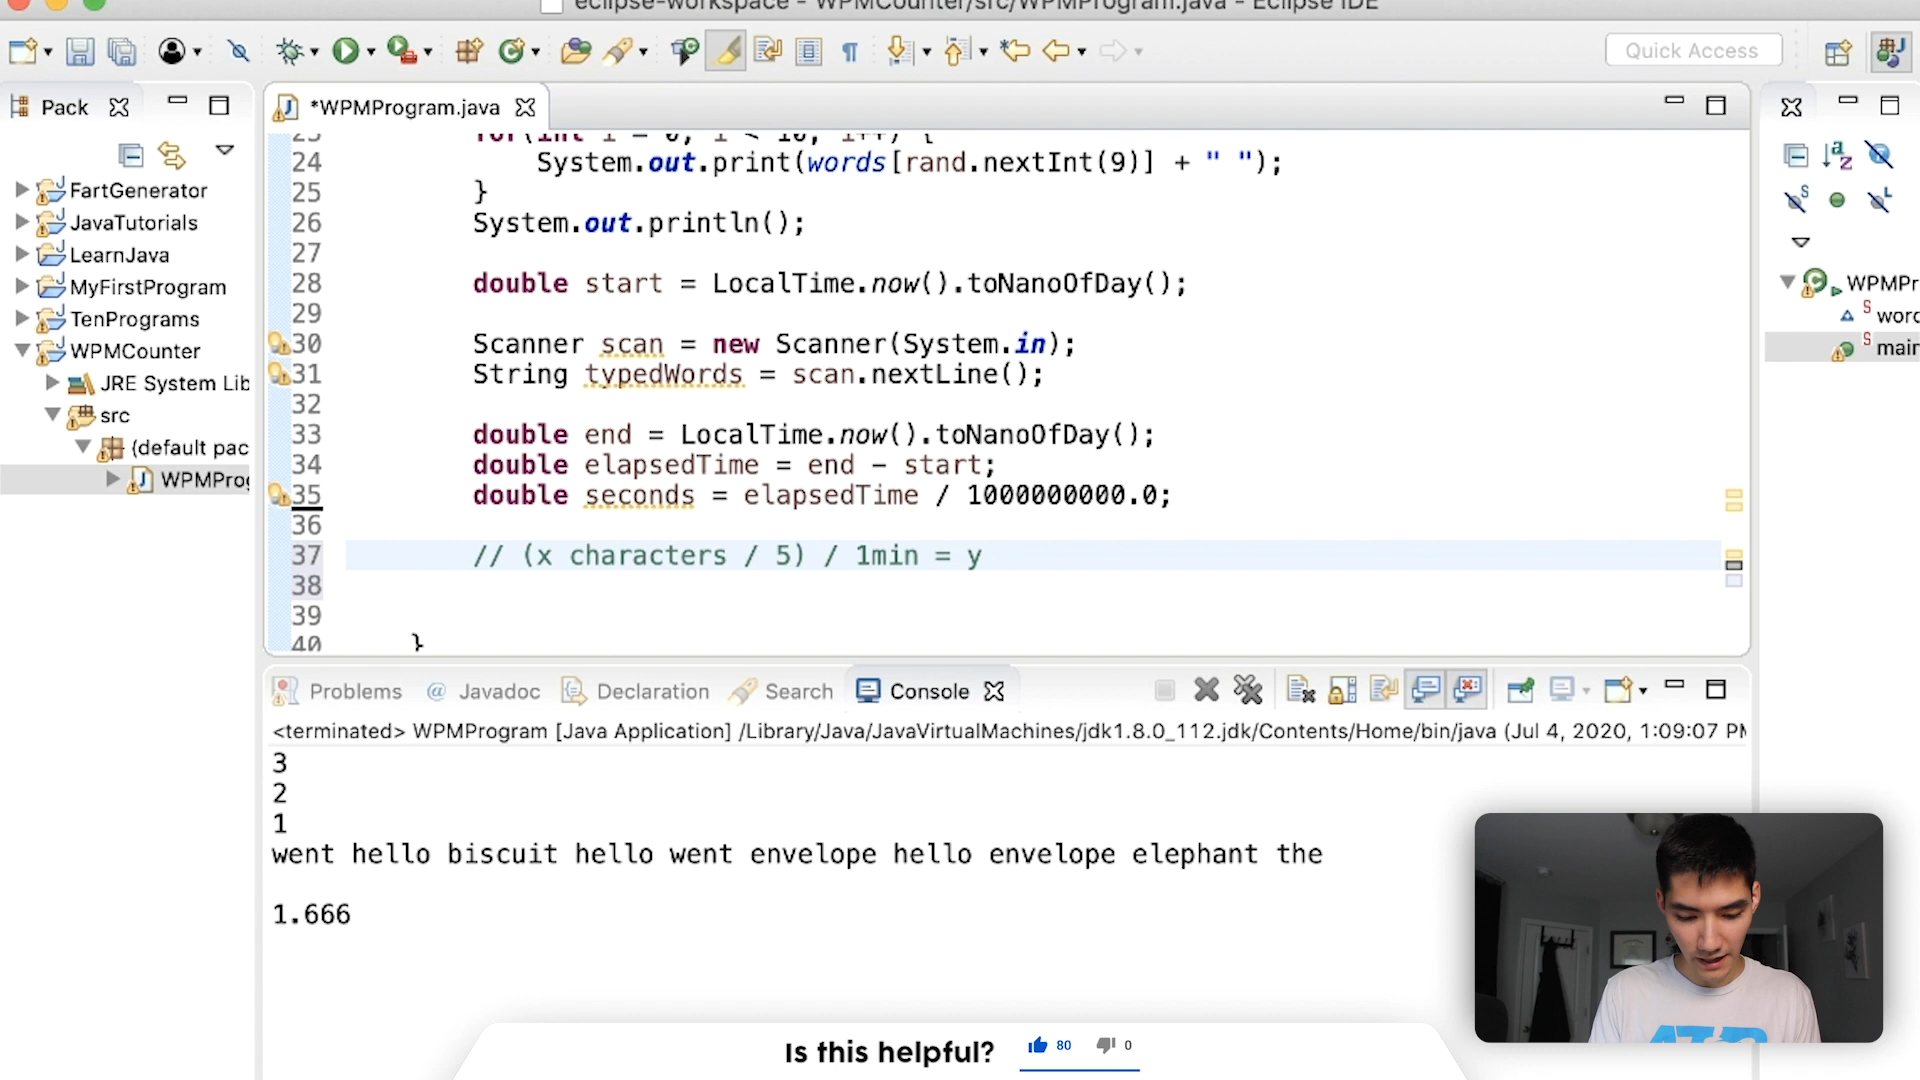 eclipse-workspace - WPMCounter/src/WPMProgram.java - Eclipse IDE
Quick Access
Pack
*WPMProgram.java
FartGenerator
JavaTutorials
LearnJava
MyFirstProgram
TenPrograms
WPMCounter
JRE System Lib
src
(default pac
WPMProg
23 for(int i = 0; i < 10; i++) {
24 System.out.print(words[rand.nextInt(9)] + " ");
25 }
26 System.out.println();
27
28 double start = LocalTime.now().toNanoOfDay();
29
30 Scanner scan = new Scanner(System.in);
31 String typedWords = scan.nextLine();
32
33 double end = LocalTime.now().toNanoOfDay();
34 double elapsedTime = end - start;
35 double seconds = elapsedTime / 1000000000.0;
36
37 // (x characters / 5) / 1min = y
38
39
40 }
WPMPr
word
main
Problems @ Javadoc Declaration Search Console
<terminated> WPMProgram [Java Application] /Library/Java/JavaVirtualMachines/jdk1.8.0_112.jdk/Contents/Home/bin/java (Jul 4, 2020, 1:09:07 PM
3
2
1
went hello biscuit hello went envelope hello envelope elephant the
1.666
Is this helpful? 80 0